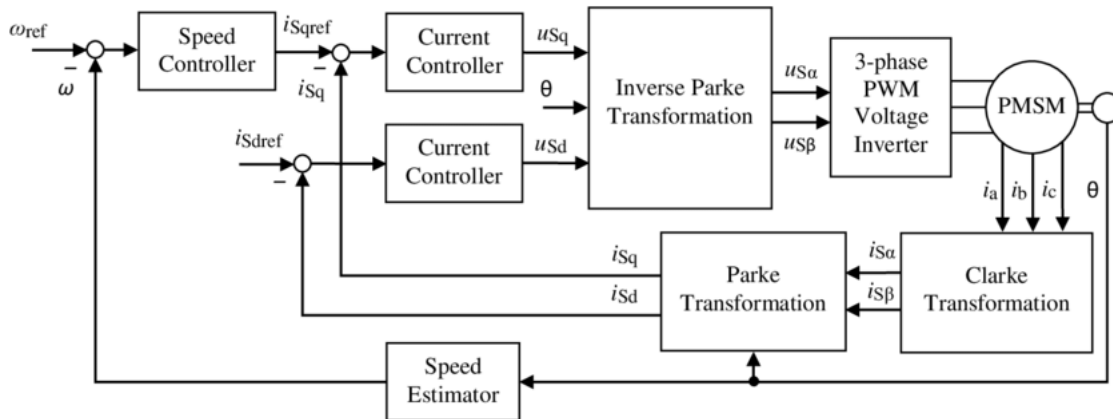 ωref
−
ω
Speed
Controller
iSqref
−
iSq
Current
Controller
uSq
θ
iSdref
−
Current
Controller
uSd
Inverse Parke
Transformation
uSα
uSβ
3-phase
PWM
Voltage
Inverter
PMSM
ia
ib
ic
θ
iSq
iSd
Parke
Transformation
iSα
iSβ
Clarke
Transformation
Speed
Estimator